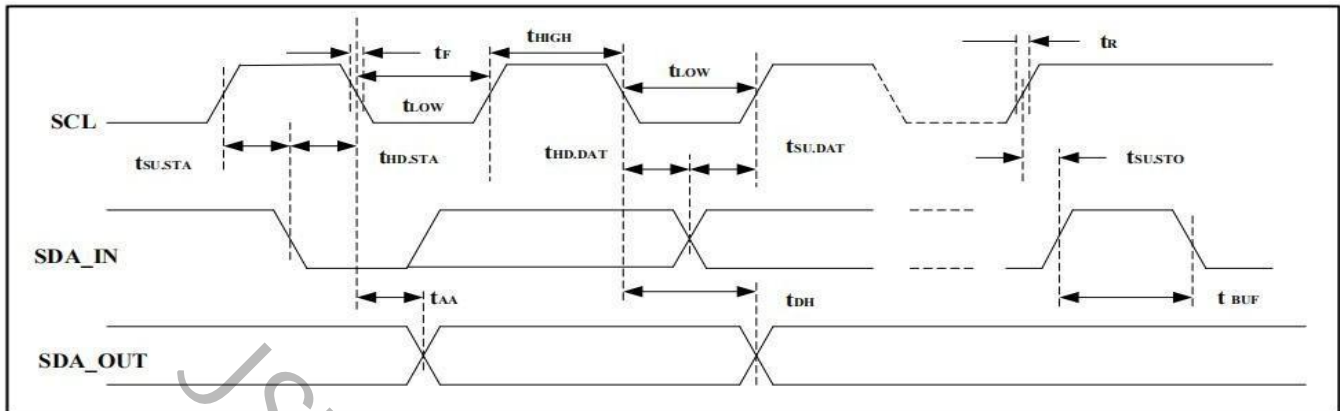 tF
tHIGH
tR
tLOW
tLOW
SCL
tSU.STA
tHD.STA
tHD.DAT
tSU.DAT
tSU.STO
SDA_IN
tAA
tDH
t BUF
SDA_OUT